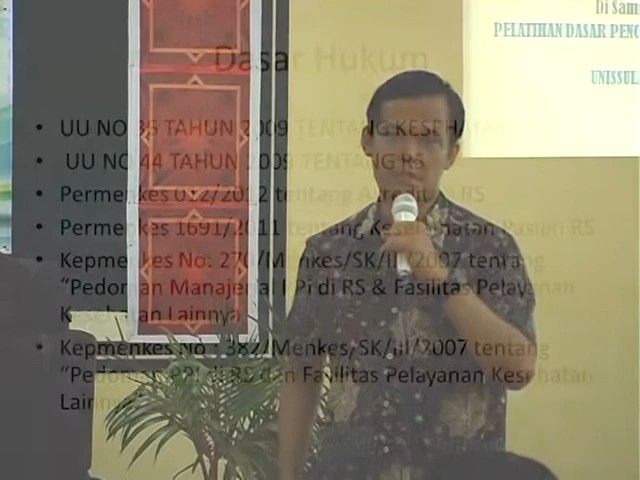 Di Sam
PELATIHAN DASAR PENC
UNISSUL
Dasar Hukum
• UU NO 36 TAHUN 2009 TENTANG KESEHATAN
• UU NO 44 TAHUN 2009 TENTANG RS
• Permenkes 012/2012 tentang Akreditasi RS
• Permenkes 1691/2011 tentang Keselamatan Pasien RS
• Kepmenkes No: 270/Menkes/SK/III/2007 tentang
“Pedoman Manajerial PPi di RS & Fasilitas Pelayanan
Kesehatan Lainnya
• Kepmenkes No : 382/Menkes/SK/III/2007 tentang
“Pedoman PPI di RS dan Fasilitas Pelayanan Kesehatan
Lainnya”